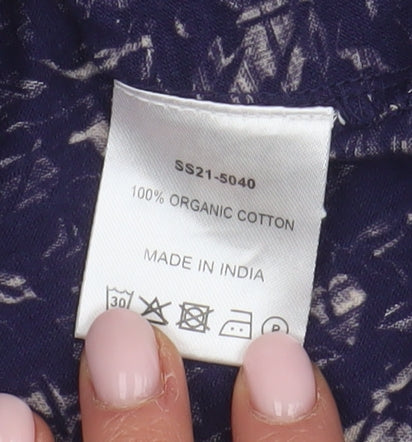 SS21-5040
100% ORGANIC COTTON
MADE IN INDIA
30 P